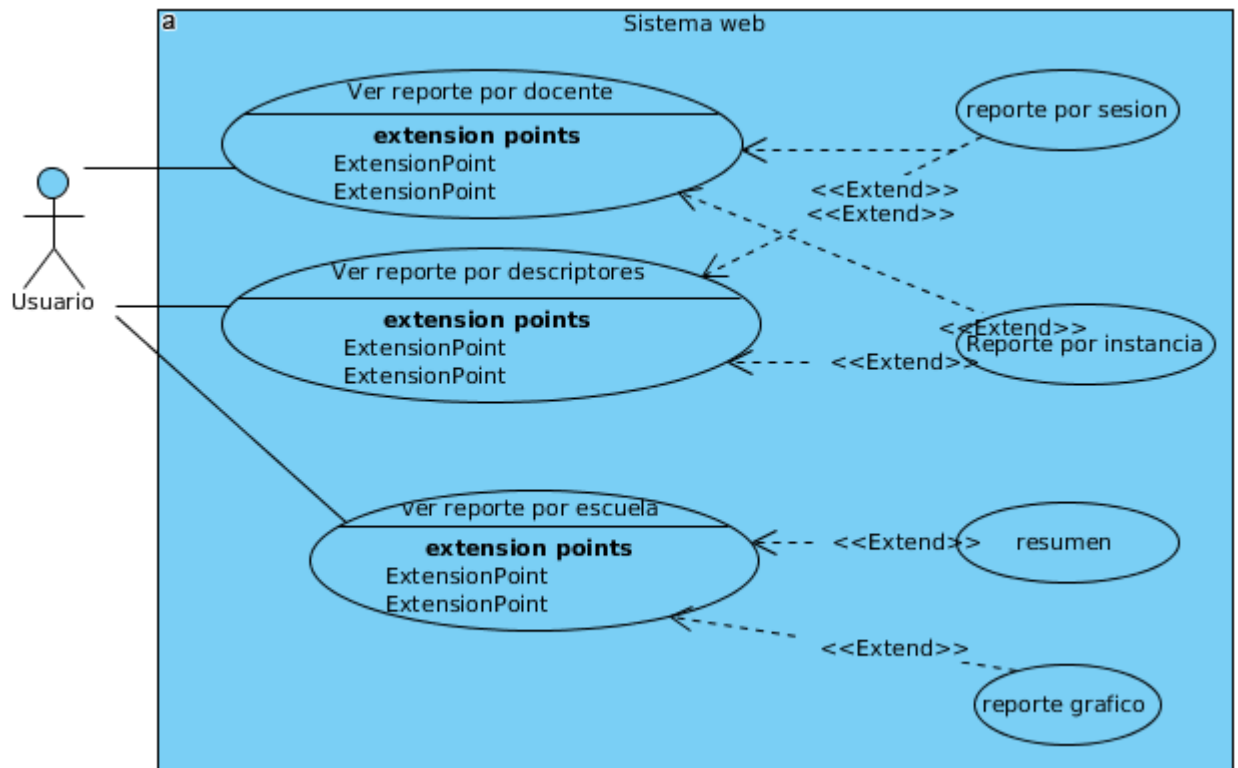 a
Sistema web
Ver reporte por docente
extension points
ExtensionPoint
ExtensionPoint
reporte por sesion
<<Extend>>
<<Extend>>
Usuario
Ver reporte por descriptores
extension points
ExtensionPoint
ExtensionPoint
<<Extend>>
Reporte por instancia
<<Extend>>
Ver reporte por escuela
extension points
ExtensionPoint
ExtensionPoint
<<Extend>>
resumen
<<Extend>>
reporte grafico